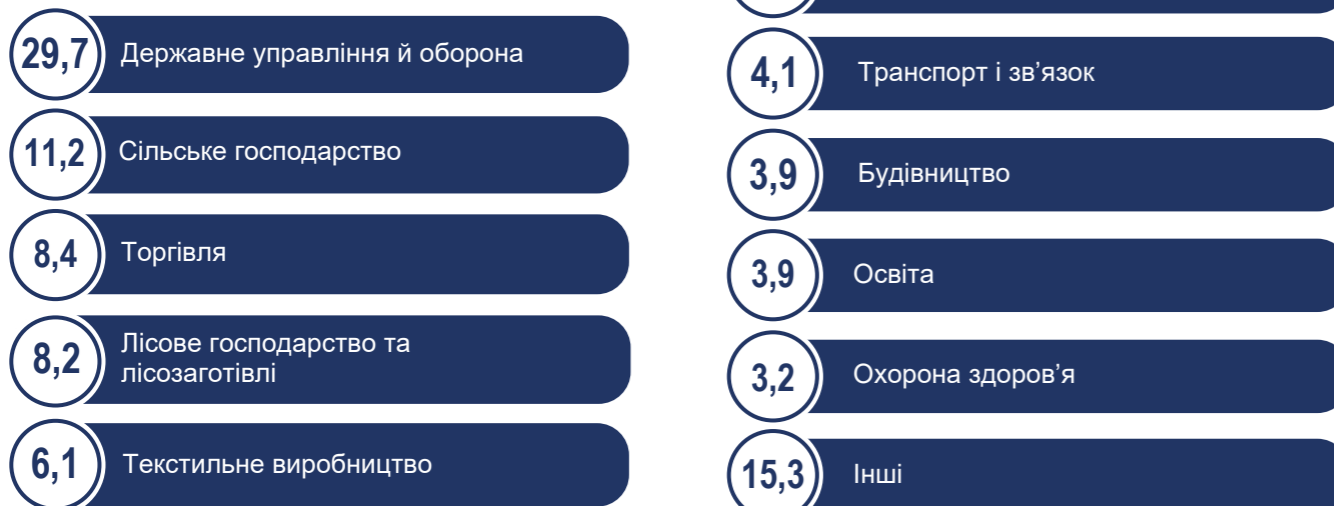 29,7 Державне управління й оборона
11,2 Сільське господарство
8,4 Торгівля
8,2 Лісове господарство та
лісозаготівлі
6,1 Текстильне виробництво
4,1 Транспорт і зв’язок
3,9 Будівництво
3,9 Освіта
3,2 Охорона здоров’я
15,3 Інші